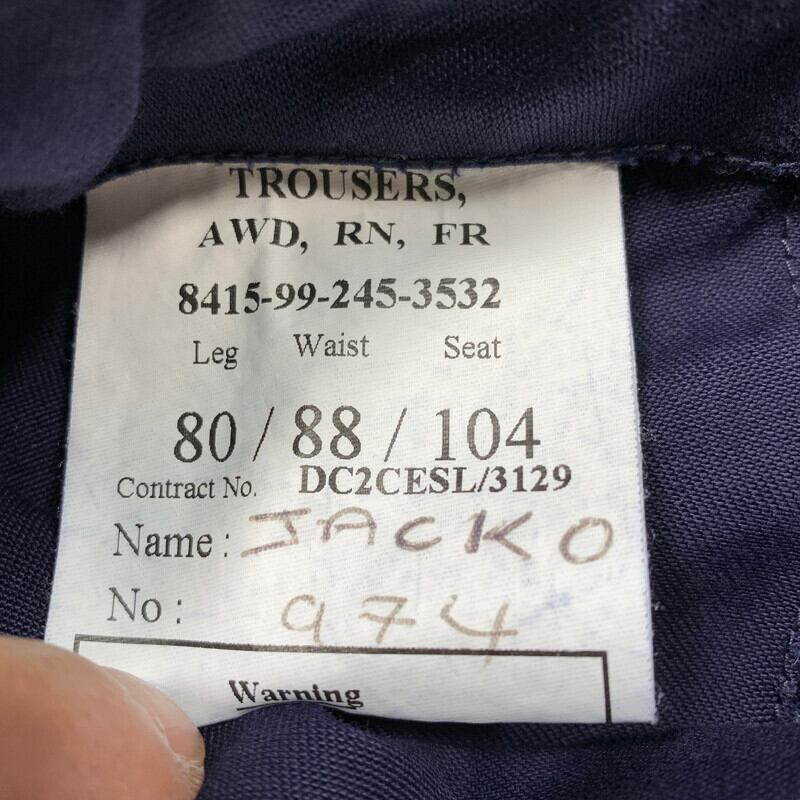 TROUSERS,
AWD, RN, FR
8415-99-245-3532
Leg Waist Seat
80 / 88 / 104
Contract No. DC2CESL/3129
Name : JACKO
No : 974
Warning